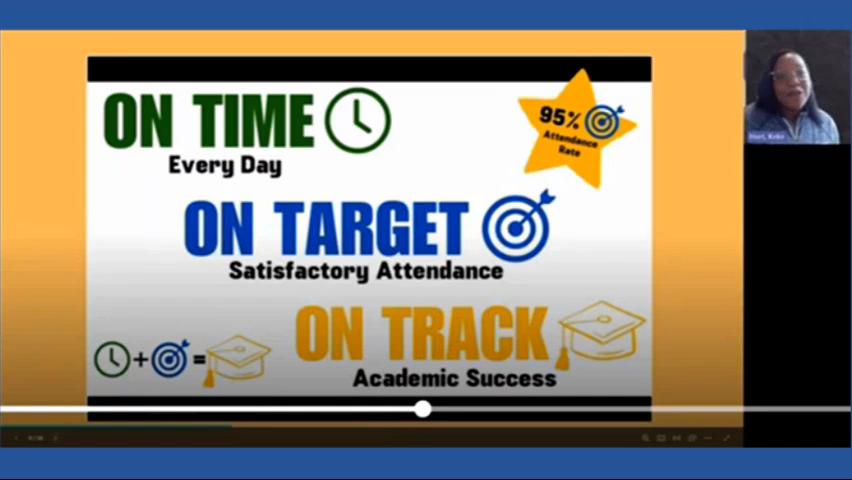 ON TIME
Every Day
95%
Attendance
Rate
ON TARGET
Satisfactory Attendance
ON TRACK
+ =
Academic Success